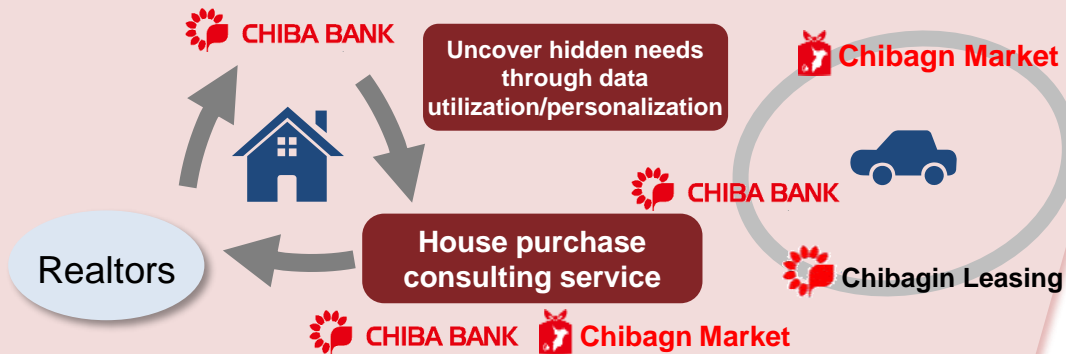 CHIBA BANK
Uncover hidden needs
through data
utilization/personalization
Chibagn Market
CHIBA BANK
House purchase
consulting service
Realtors
Chibagin Leasing
CHIBA BANK
Chibagn Market